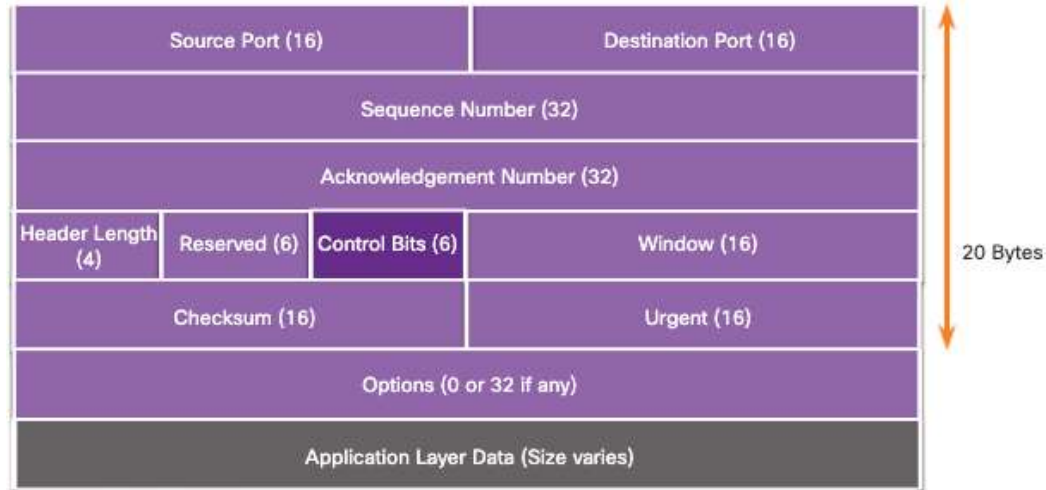 Source Port (16)
Destination Port (16)
Sequence Number (32)
Acknowledgement Number (32)
Header Length
(4)
Reserved (6)
Control Bits (6)
Window (16)
20 Bytes
Checksum (16)
Urgent (16)
Options (0 or 32 if any)
Application Layer Data (Size varies)